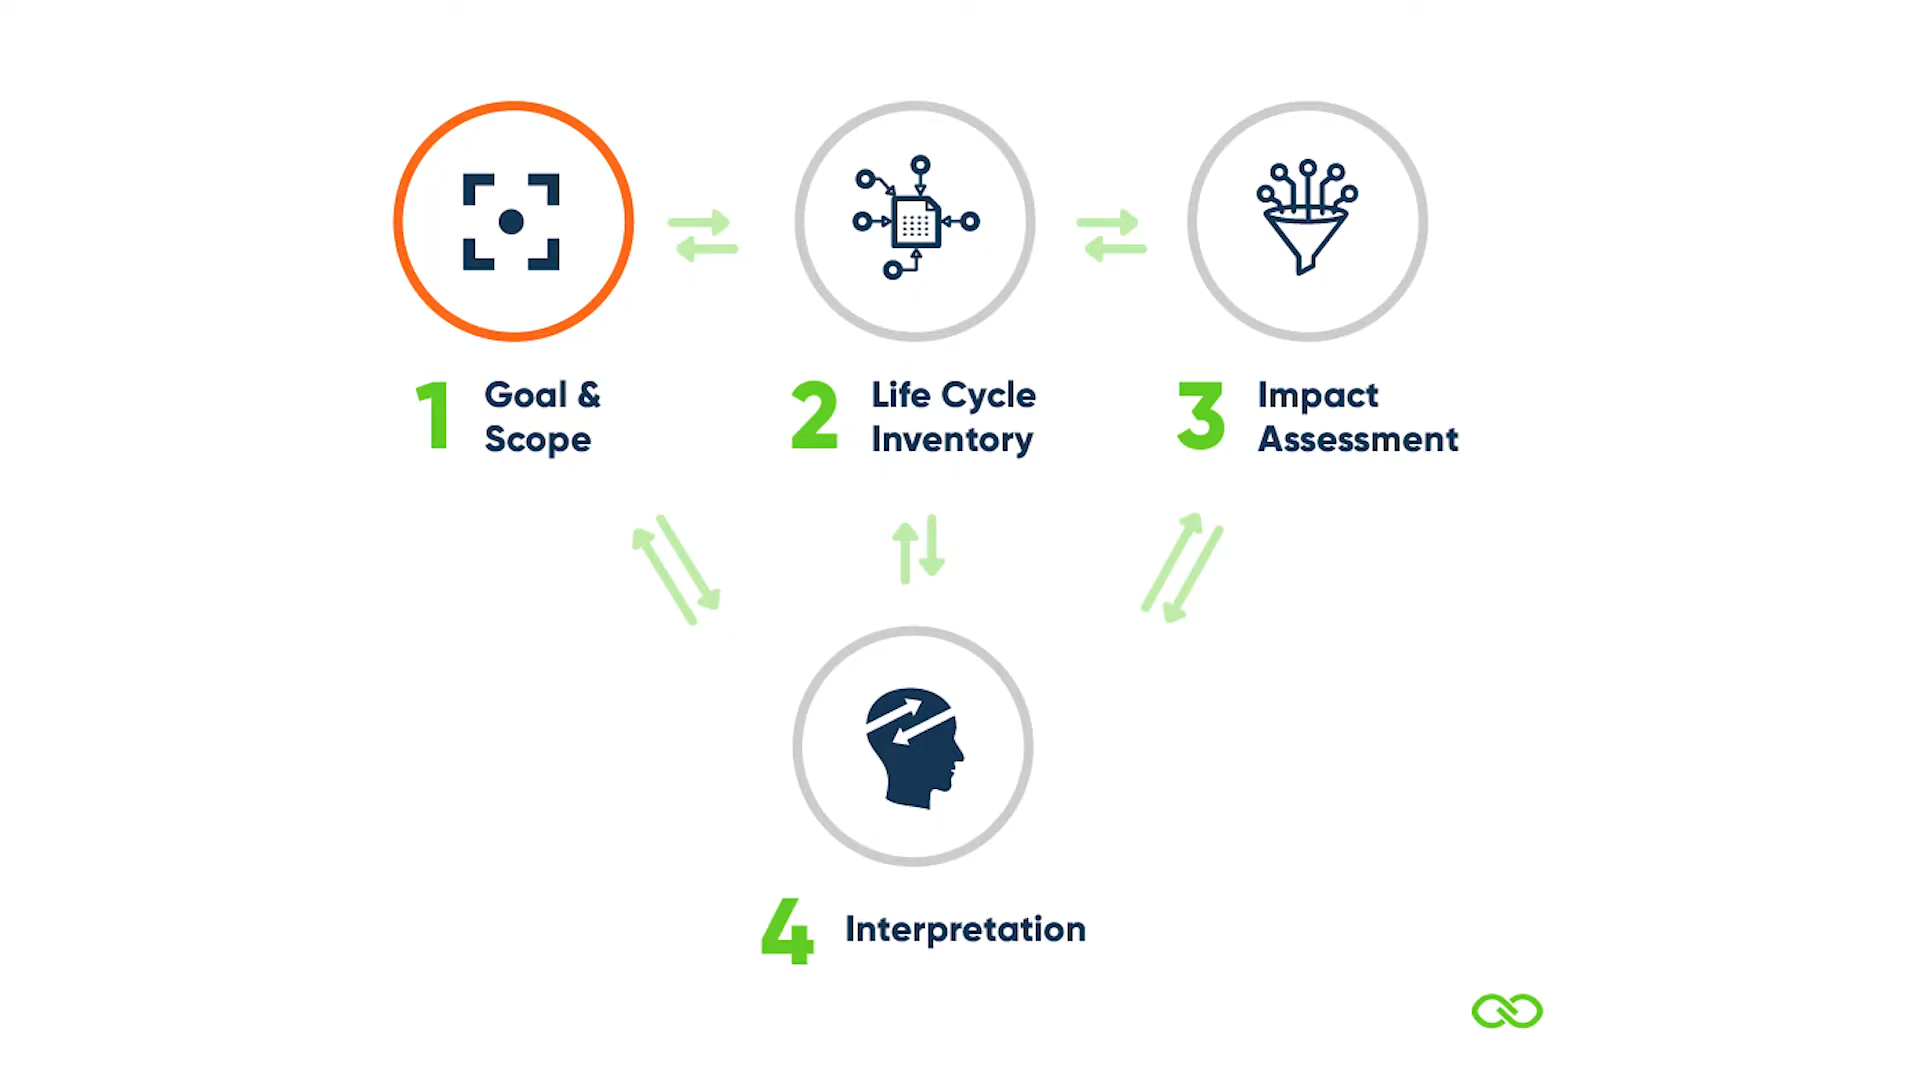 1 Goal &
Scope
2 Life Cycle
Inventory
3 Impact
Assessment
4 Interpretation